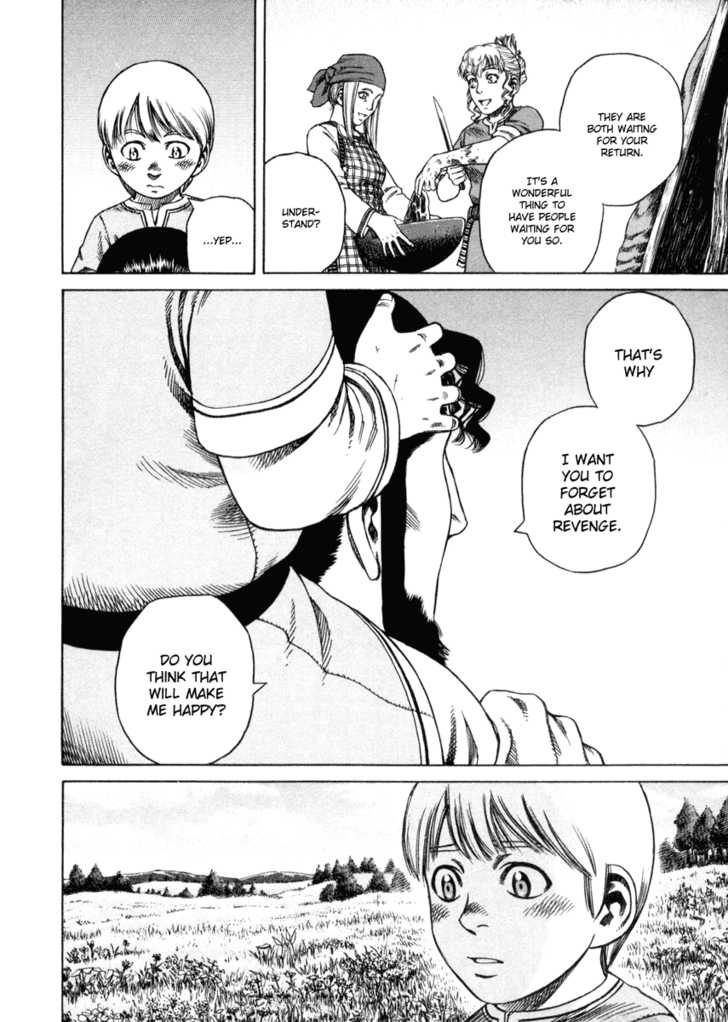 THEY ARE
BOTH WAITING
FOR YOUR
RETURN.
IT'S A
WONDERFUL
THING TO
HAVE PEOPLE
WAITING FOR
YOU SO.
UNDER-
STAND?
...YEP...
THAT'S
WHY
I WANT
YOU TO
FORGET
ABOUT
REVENGE.
DO YOU
THINK THAT
WILL MAKE
ME HAPPY?